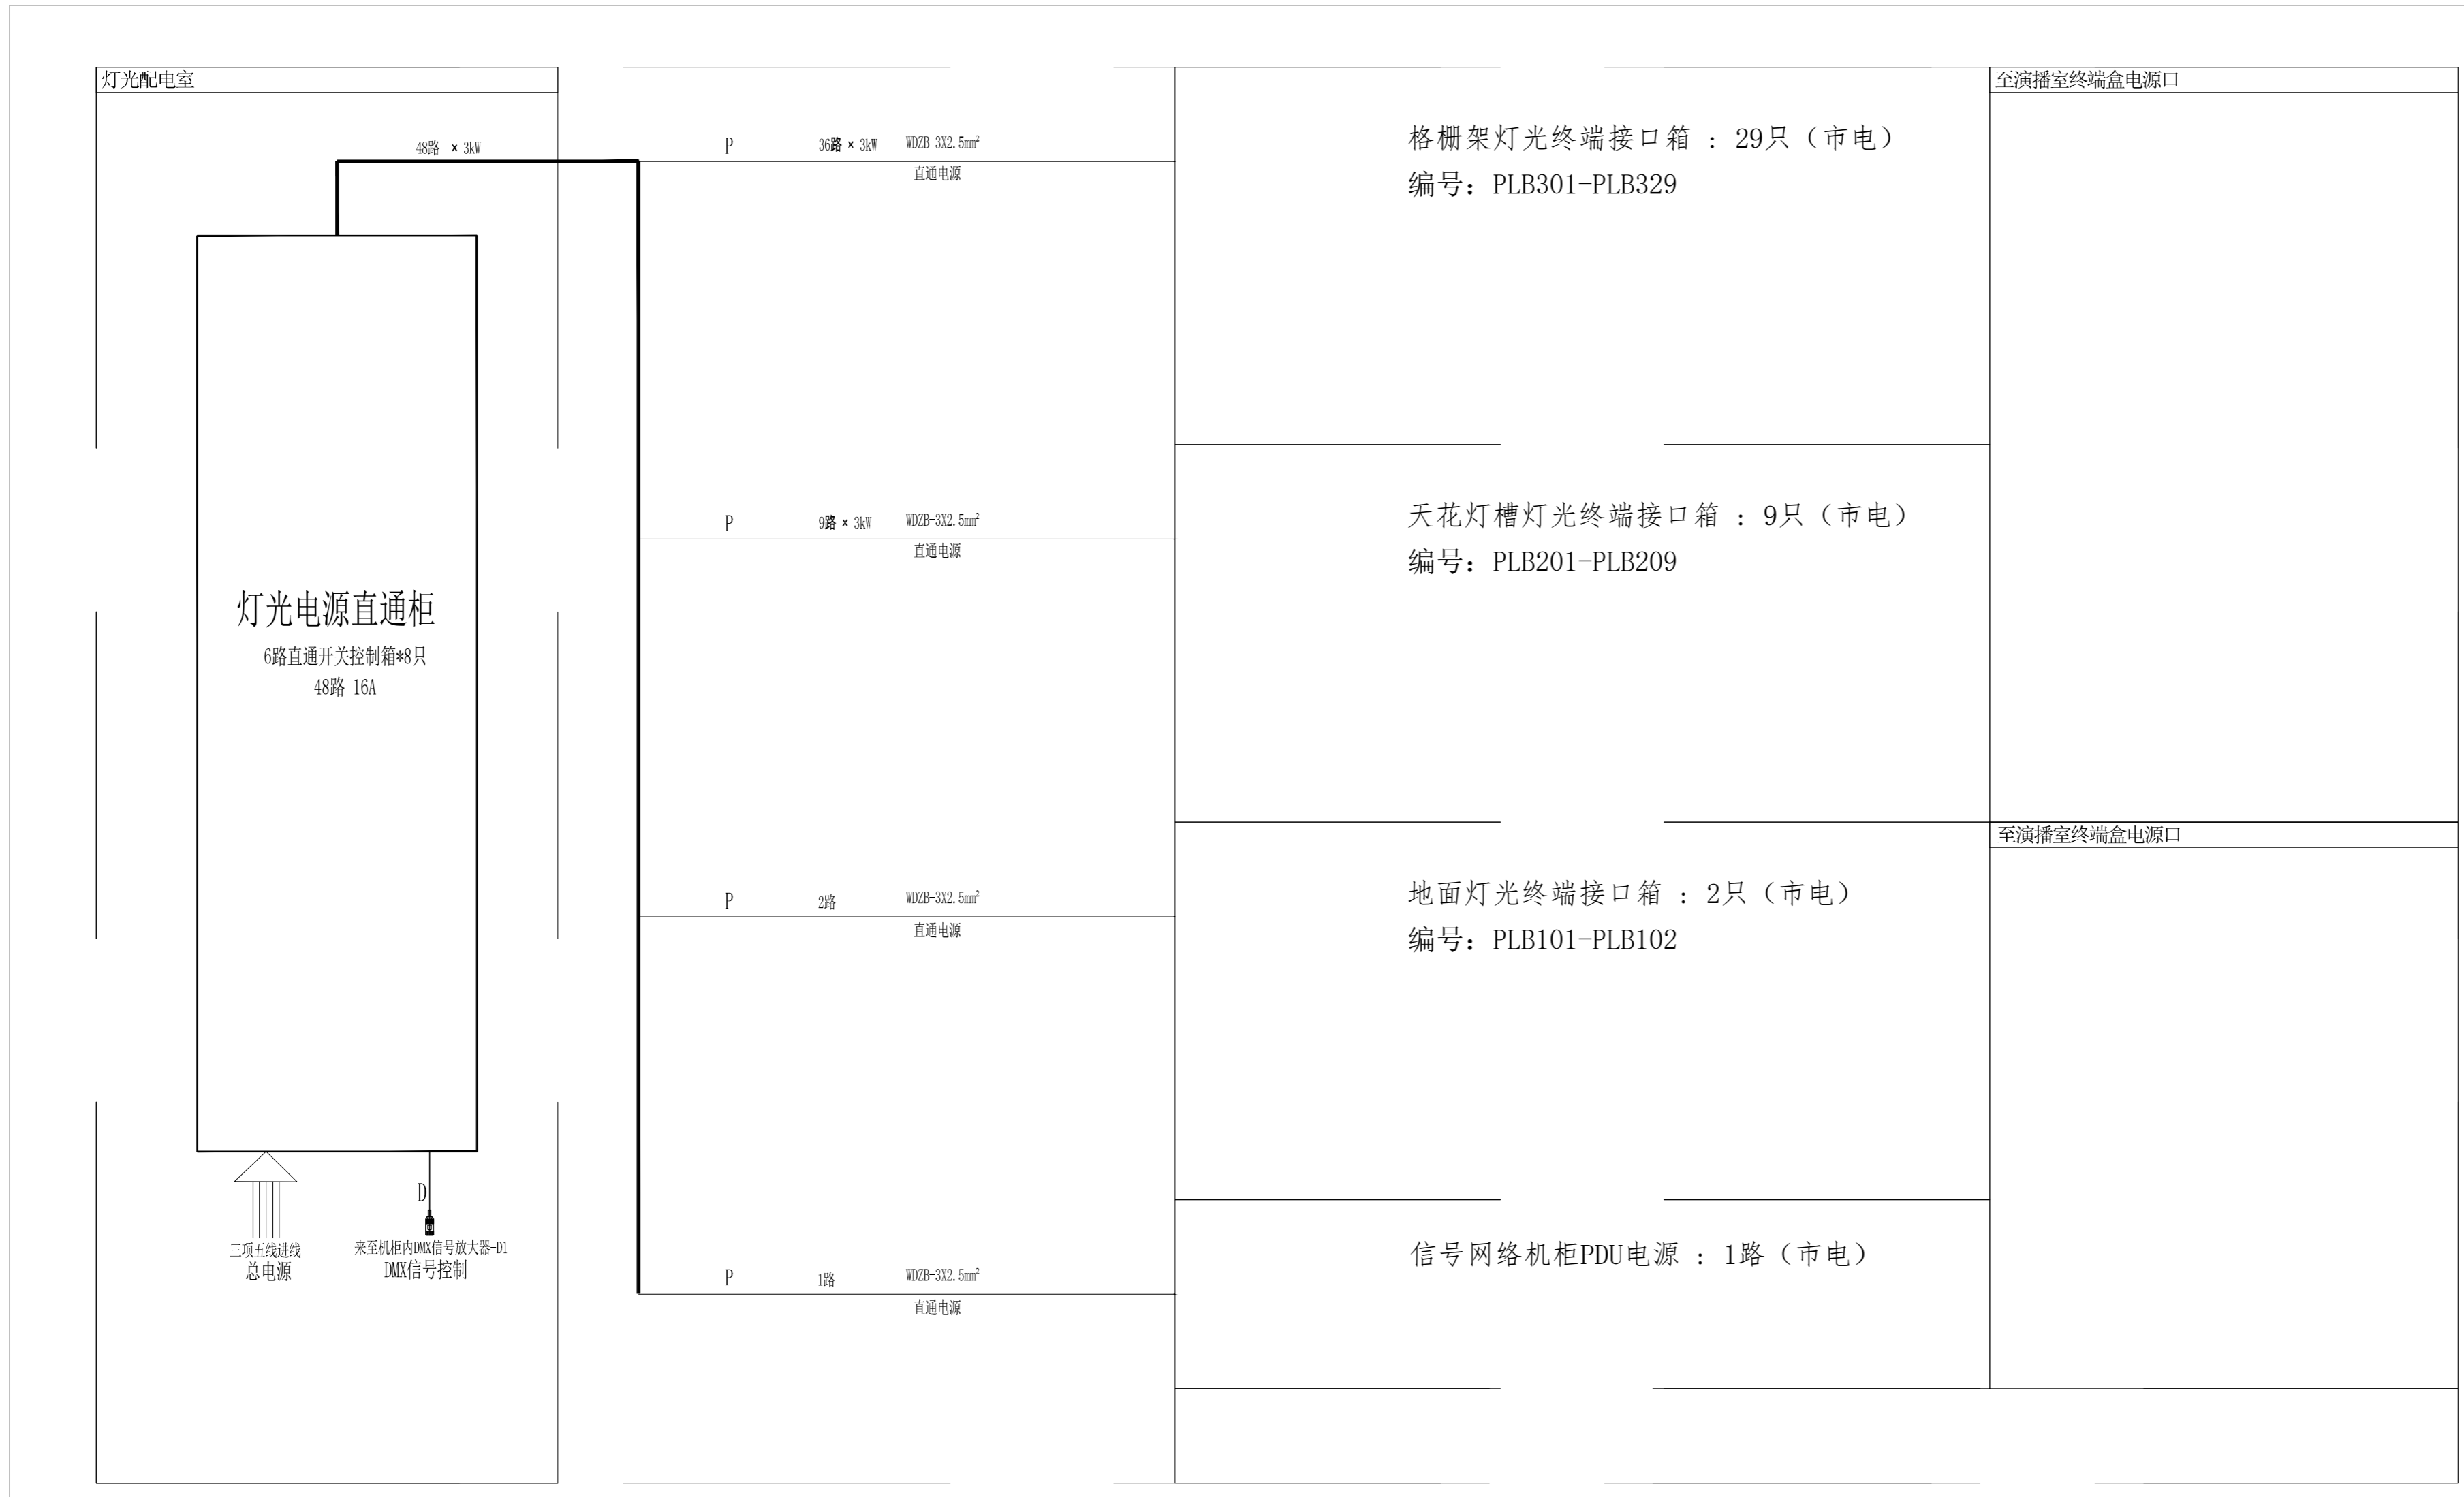 灯光配电室
48路 × 3kW
灯光电源直通柜
6路直通开关控制箱*8只
48路 16A
三项五线进线
总电源
D
来至机柜内DMX信号放大器-D1
DMX信号控制
P 36路 × 3kW WDZB-3X2.5mm²
直通电源
格栅架灯光终端接口箱 : 29只（市电）
编号: PLB301-PLB329
至演播室终端盒电源口
P 9路 × 3kW WDZB-3X2.5mm²
直通电源
天花灯槽灯光终端接口箱 : 9只（市电）
编号: PLB201-PLB209
P 2路 WDZB-3X2.5mm²
直通电源
地面灯光终端接口箱 : 2只（市电）
编号: PLB101-PLB102
至演播室终端盒电源口
P 1路 WDZB-3X2.5mm²
直通电源
信号网络机柜PDU电源 : 1路（市电）